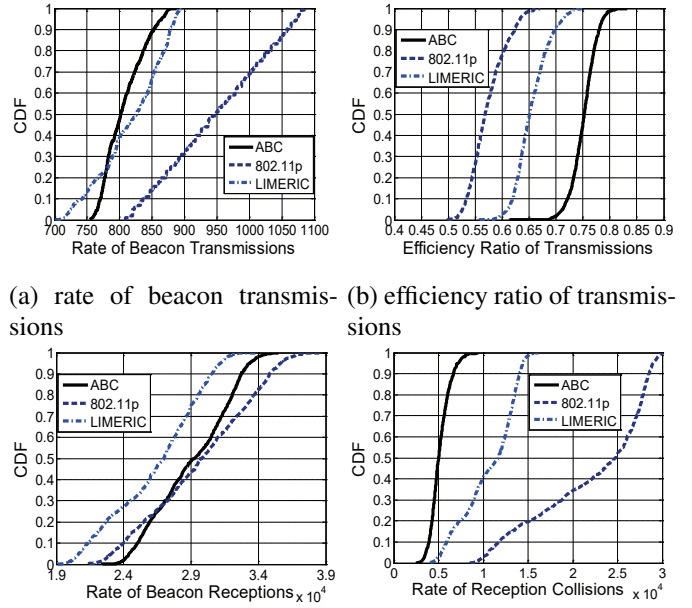 1
0.9
0.8
0.7
0.6
0.5
0.4
0.3
0.2
0.1
0
CDF
ABC
802.11p
LIMERIC
700 750 800 850 900 950 1000 1050 1100
Rate of Beacon Transmissions
1
0.9
0.8
0.7
0.6
0.5
0.4
0.3
0.2
0.1
0
CDF
ABC
802.11p
LIMERIC
0.4 0.45 0.5 0.55 0.6 0.65 0.7 0.75 0.8 0.85 0.9
Efficiency Ratio of Transmissions
(a) rate of beacon transmis-
sions
(b) efficiency ratio of transmis-
sions
1
0.9
0.8
0.7
0.6
0.5
0.4
0.3
0.2
0.1
0
CDF
ABC
802.11p
LIMERIC
1.9 2.4 2.9 3.4 3.9
Rate of Beacon Receptions x 10^4
1
0.9
0.8
0.7
0.6
0.5
0.4
0.3
0.2
0.1
0
CDF
ABC
802.11p
LIMERIC
0 0.5 1 1.5 2 2.5 3
Rate of Reception Collisions x 10^4